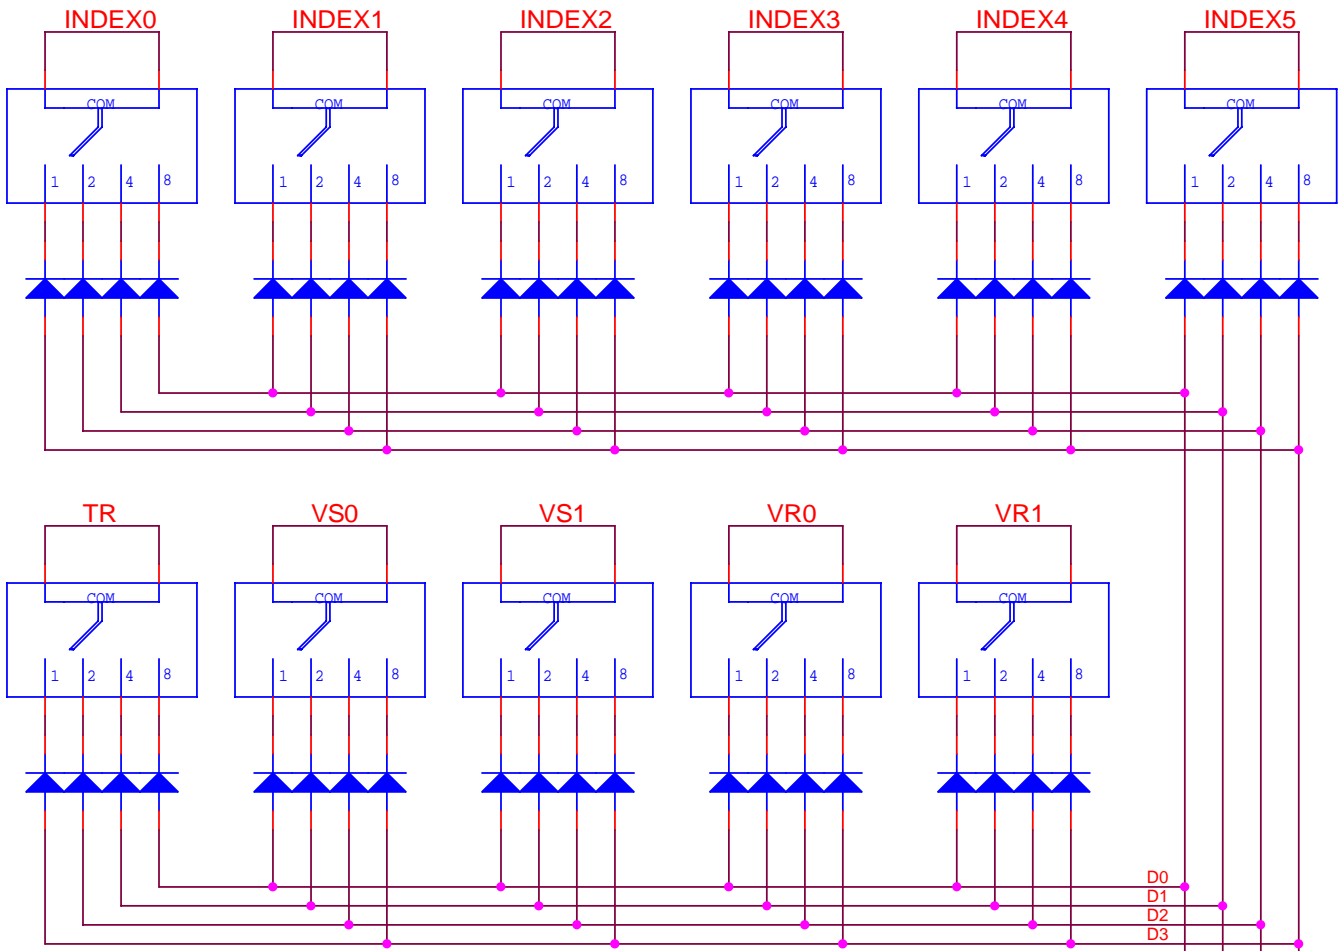 INDEX0 INDEX1 INDEX2 INDEX3 INDEX4 INDEX5
COM COM COM COM COM COM
1 2 4 8 1 2 4 8 1 2 4 8 1 2 4 8 1 2 4 8 1 2 4 8
TR VS0 VS1 VR0 VR1
COM COM COM COM COM
1 2 4 8 1 2 4 8 1 2 4 8 1 2 4 8 1 2 4 8
D0
D1
D2
D3